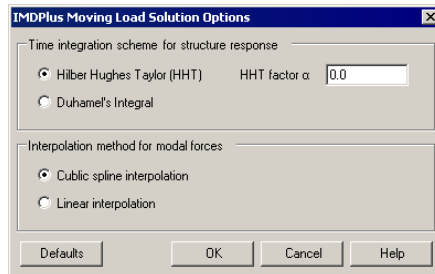 IMDPlus Moving Load Solution Options
Time integration scheme for structure response
Hilber Hughes Taylor (HHT) HHT factor α 0.0
Duhamel's Integral
Interpolation method for modal forces
Cublic spline interpolation
Linear interpolation
Defaults OK Cancel Help